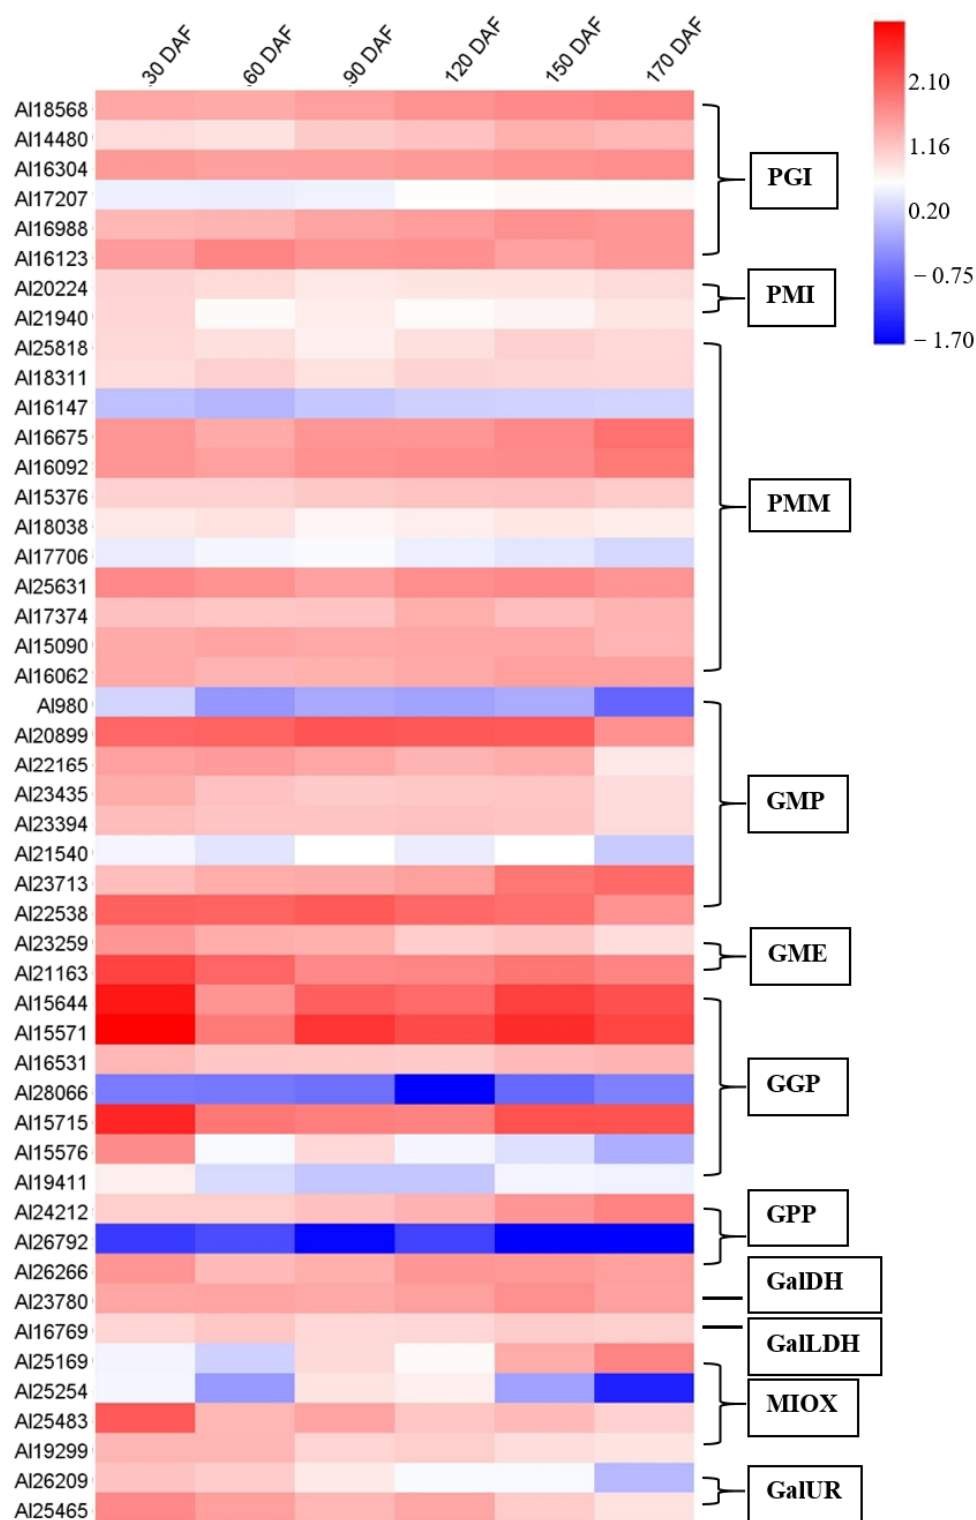 30 DAF 60 DAF 90 DAF 120 DAF 150 DAF 170 DAF
2.10
1.16
0.20
− 0.75
− 1.70
AI18568
AI14480
AI16304
AI17207
AI16988
AI16123
PGI
AI20224
AI21940
PMI
AI25818
AI18311
AI16147
AI16675
AI16092
AI15376
AI18038
AI17706
AI25631
AI17374
AI15090
AI16062
PMM
AI980
AI20899
AI22165
AI23435
AI23394
AI21540
AI23713
AI22538
GMP
AI23259
AI21163
GME
AI15644
AI15571
AI16531
AI28066
AI15715
AI15576
AI19411
GGP
AI24212
AI26792
AI26266
GPP
AI23780
GalDH
AI16769
GalLDH
AI25169
AI25254
AI25483
AI19299
MIOX
AI26209
AI25465
GalUR